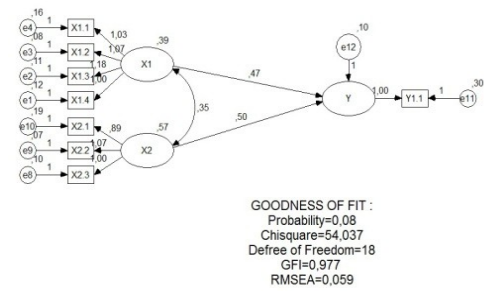 ,16
e4 1 X1.1
,08
e3 1 X1.2
,11
e2 1 X1.3
,12
e1 1 X1.4
,19
e10 1 X2.1
,07
e9 1 X2.2
,10
e8 1 X2.3
1,03
1,07
1,18
1,00
,89
1,07
1,00
,39
X1
,57
X2
,35
,47
,50
,10
e12
1
Y
1,00
Y1.1
1
,30
e11
GOODNESS OF FIT :
Probability=0,08
Chisquare=54,037
Defree of Freedom=18
GFI=0,977
RMSEA=0,059